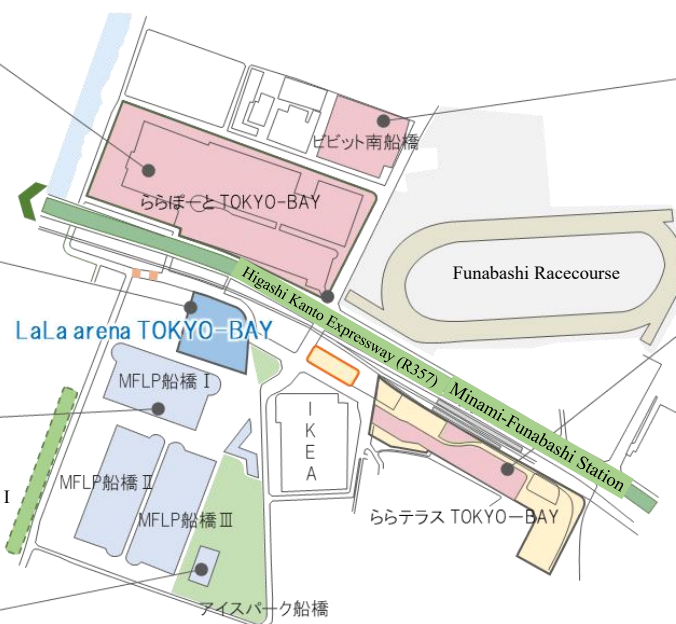 ビビット南船橋
ららぽーとTOKYO-BAY
Funabashi Racecourse
Higashi Kanto Expressway (R357)
LaLa arena TOKYO-BAY
MFLP船橋Ⅰ
Minami-Funabashi Station
IKEA
MFLP船橋Ⅱ
I
MFLP船橋Ⅲ
ららテラス TOKYO－BAY
アイスパーク船橋